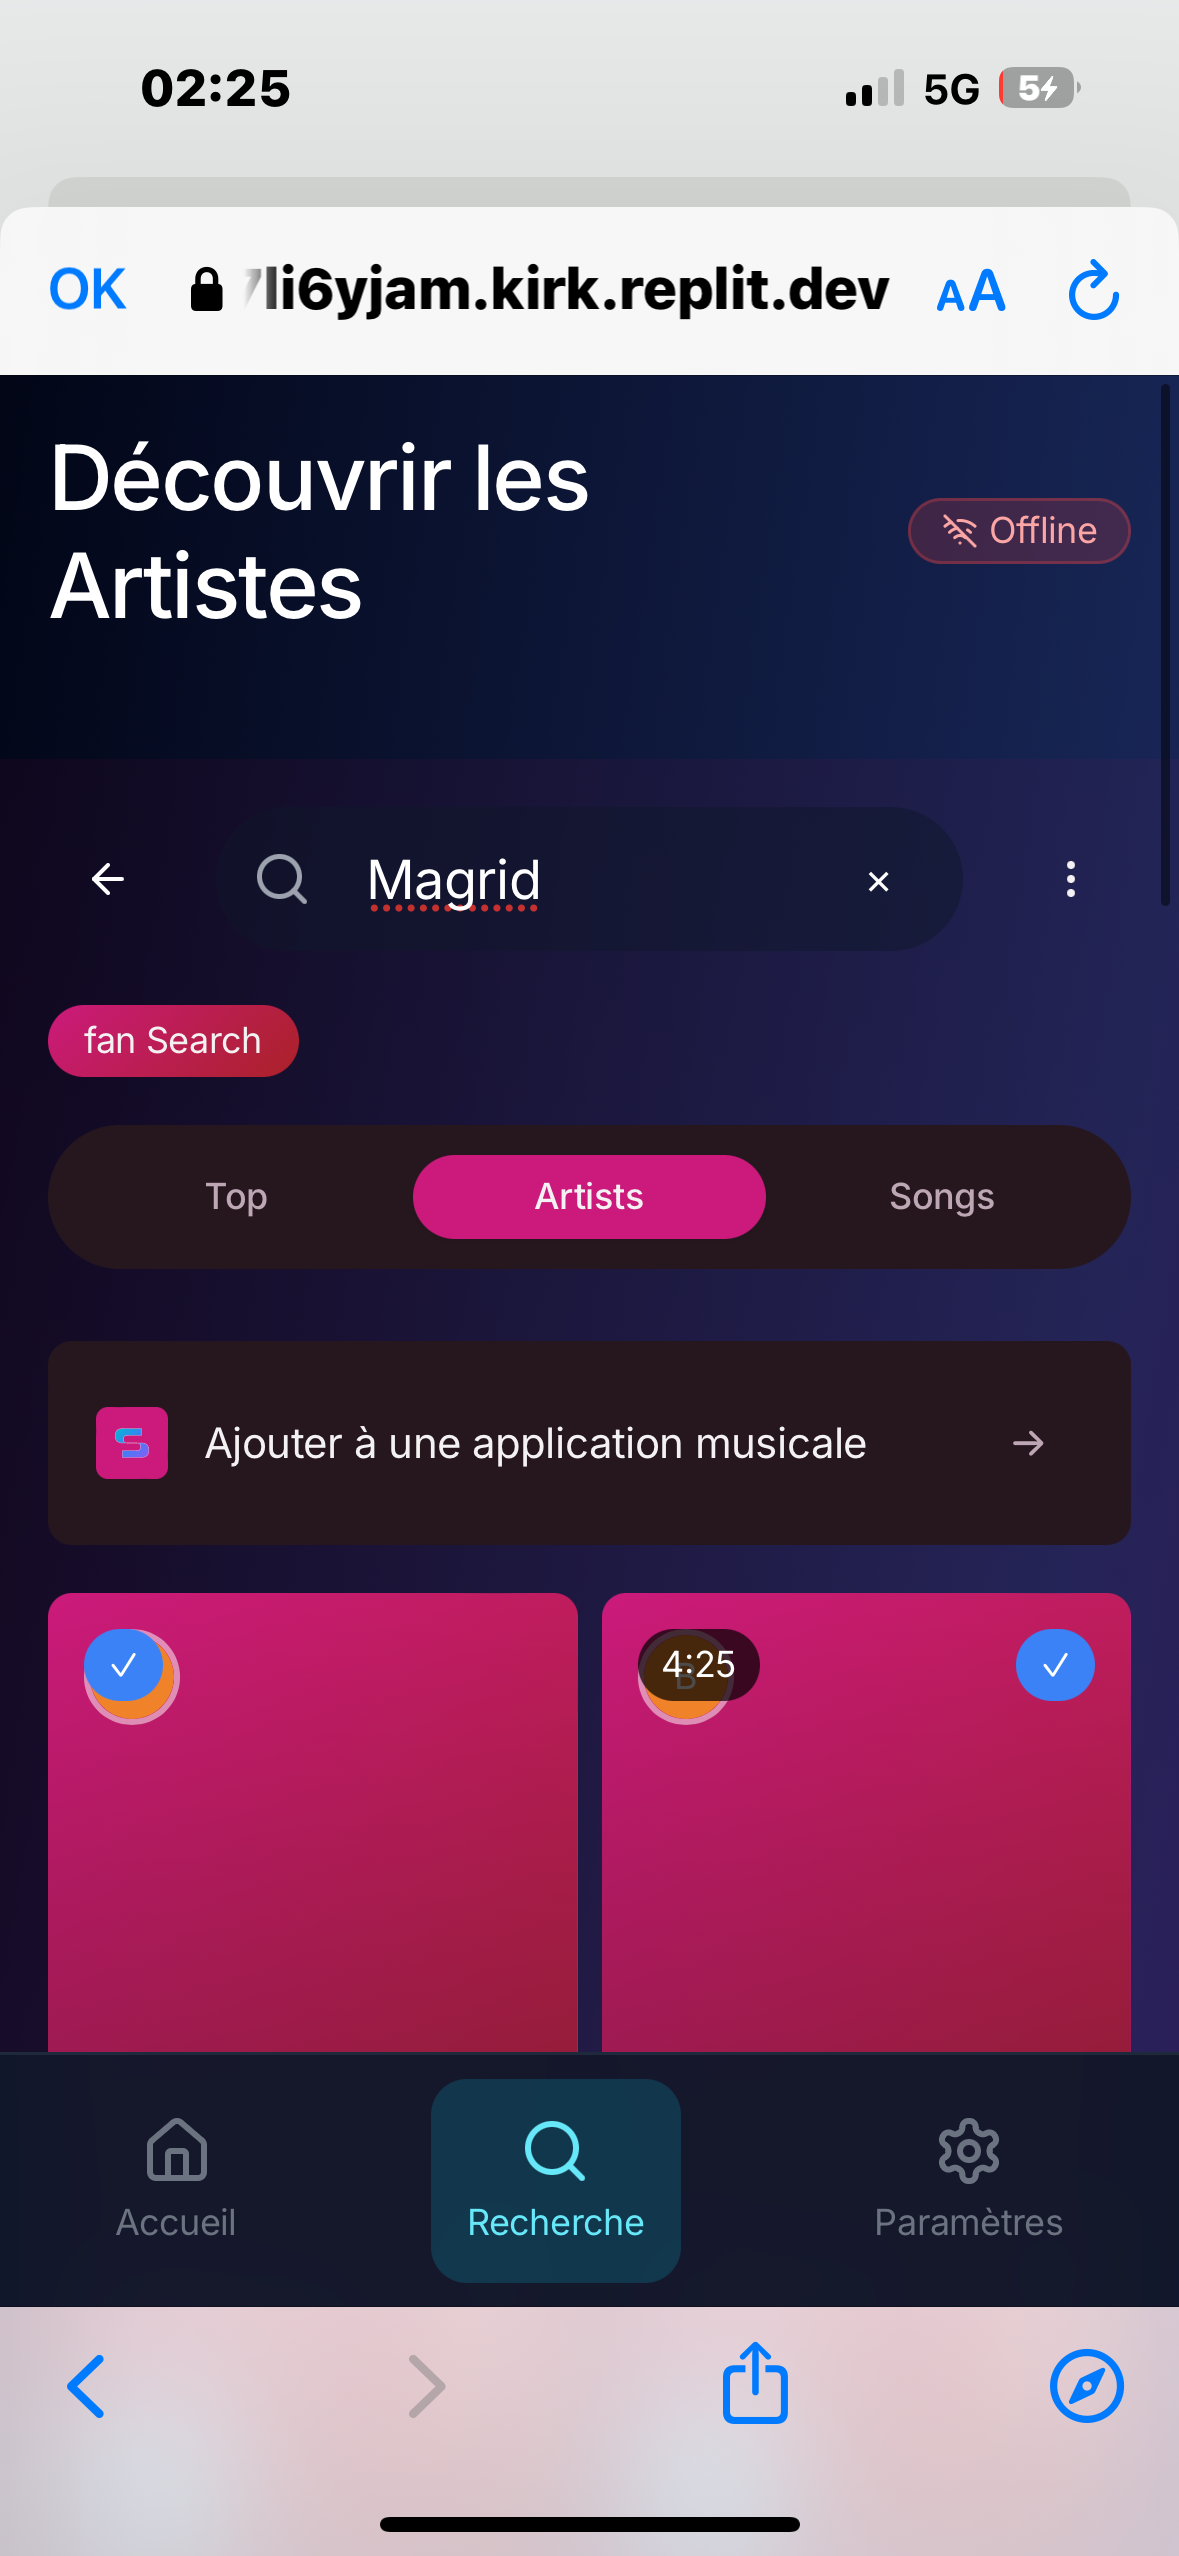 02:25
5G
5
OK
7li6yjam.kirk.replit.dev
AA
Découvrir les
Artistes
Offline
Magrid
fan Search
Top
Artists
Songs
S
Ajouter à une application musicale
4:25
B
Accueil
Recherche
Paramètres